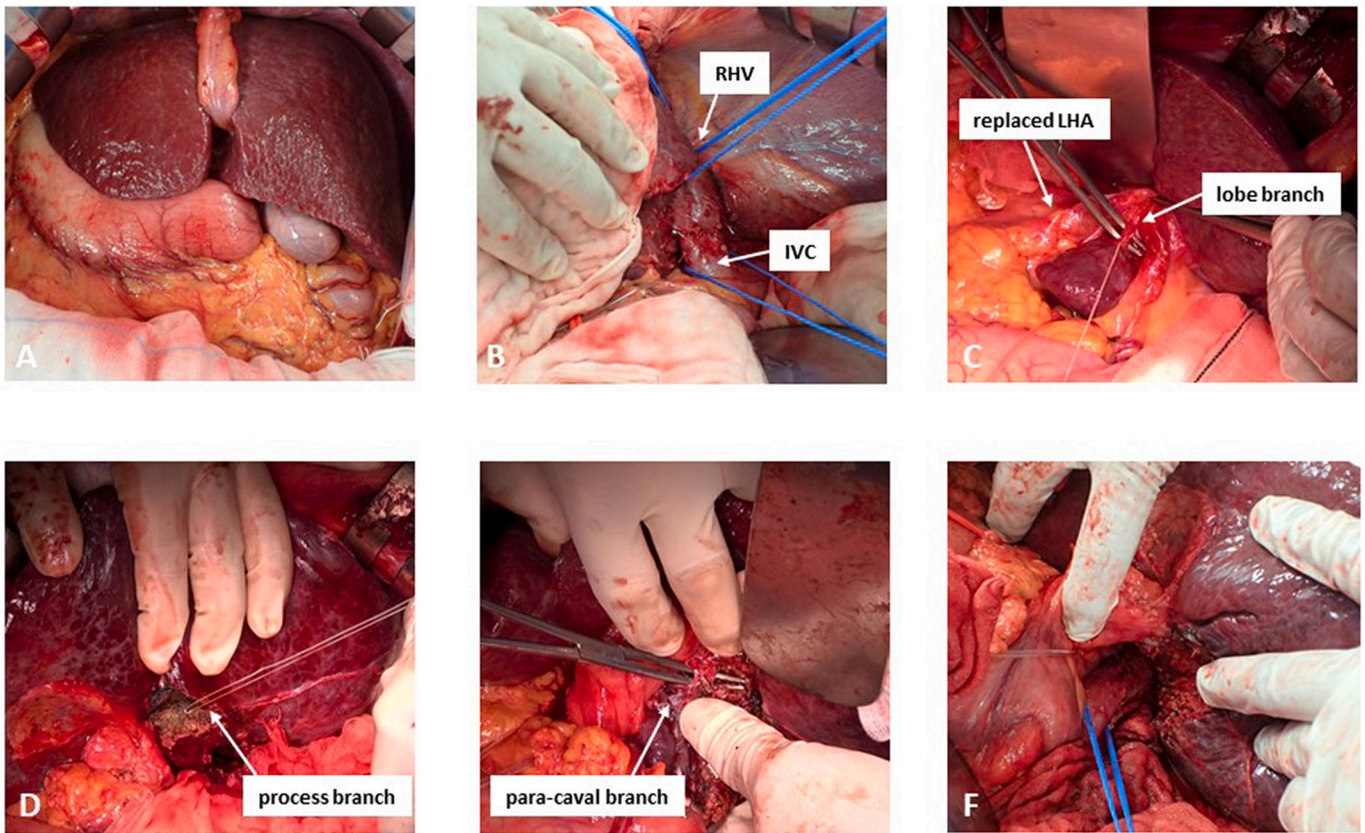 A
RHV
IVC
B
replaced LHA
lobe branch
C
process branch
D
para-caval branch
F